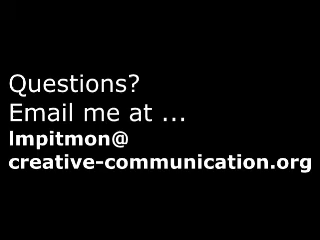 Questions?
Email me at ...
lmpitmon@
creative-communication.org